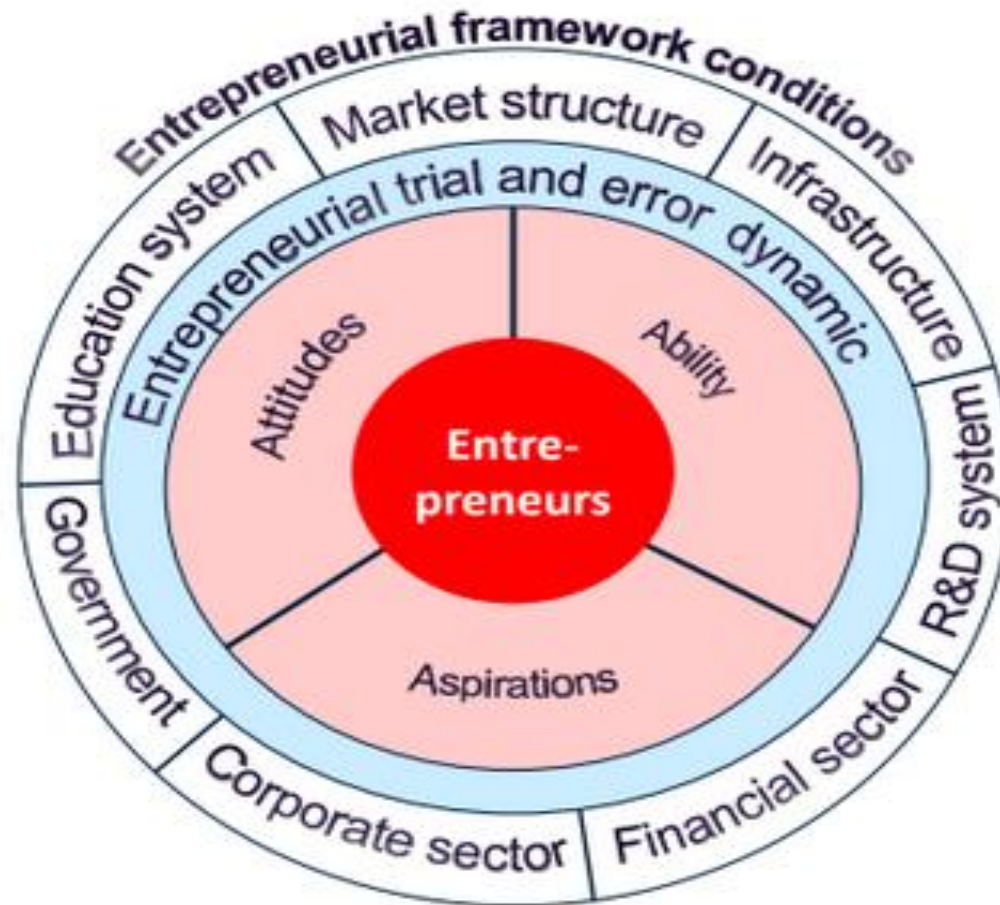 Entrepreneurial framework conditions
Market structure
Infrastructure
R&D system
Financial sector
Corporate sector
Government
Education system
Entrepreneurial trial and error dynamic
Attitudes
Ability
Aspirations
Entre-
preneurs